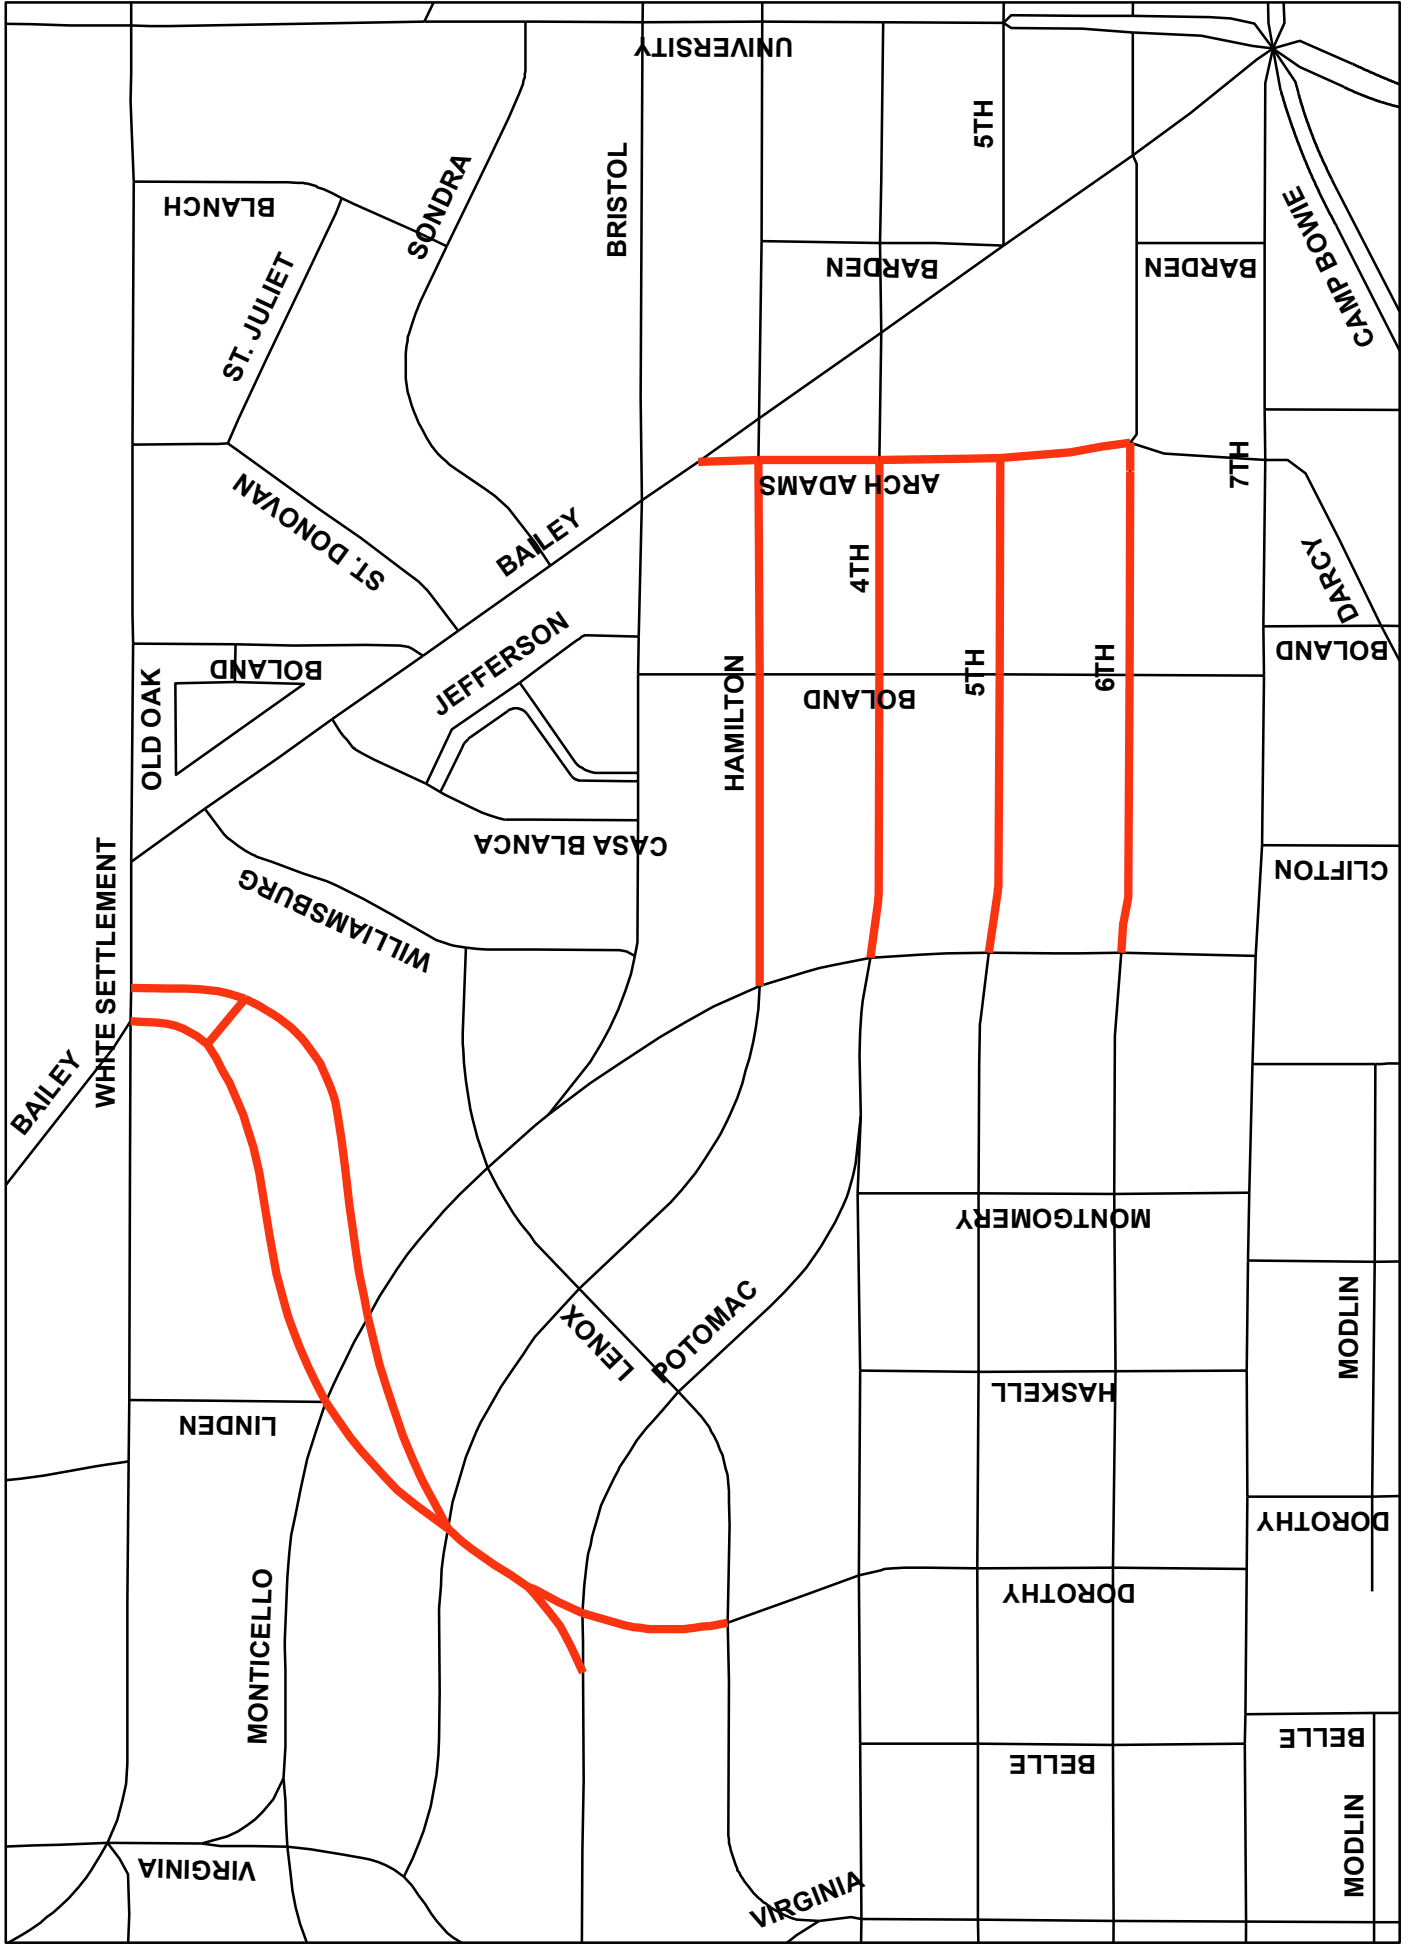 UNIVERSITY
5TH
BLANCH
SONDRA
BRISTOL
CAMP BOWIE
BARDEN
BARDEN
ST. JULIET
7TH
ARCH ADAMS
ST. DONOVAN
BAILEY
4TH
DARCY
JEFFERSON
BOLAND
BOLAND
OLD OAK
HAMILTON
5TH
6TH
BOLAND
CASA BLANCA
CLIFTON
WILLIAMSBURG
WHITE SETTLEMENT
BAILEY
MONTGOMERY
LENOX
POTOMAC
MODLIN
HASKELL
LINDEN
DOROTHY
MONTICELLO
DOROTHY
BELLE
BELLE
MODLIN
VIRGINIA
VIRGINIA